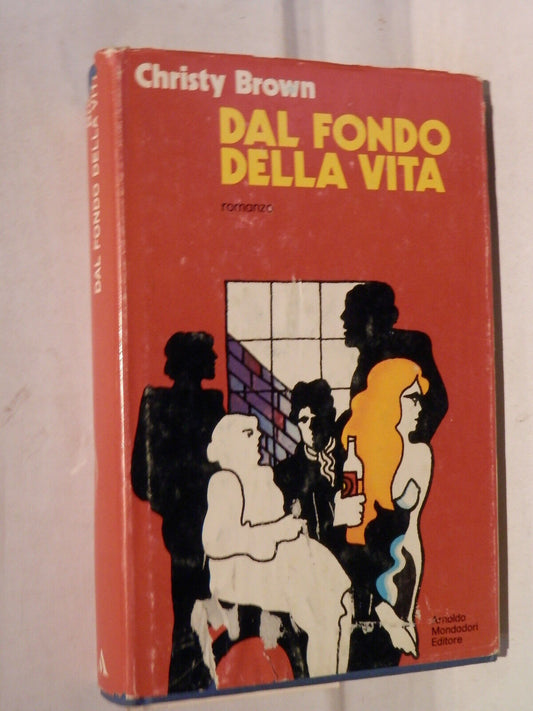 Christy Brown
DAL FONDO
DELLA VITA
romanzo
Arnoldo
Mondadori
Editore
DAL FONDO DELLA VITA